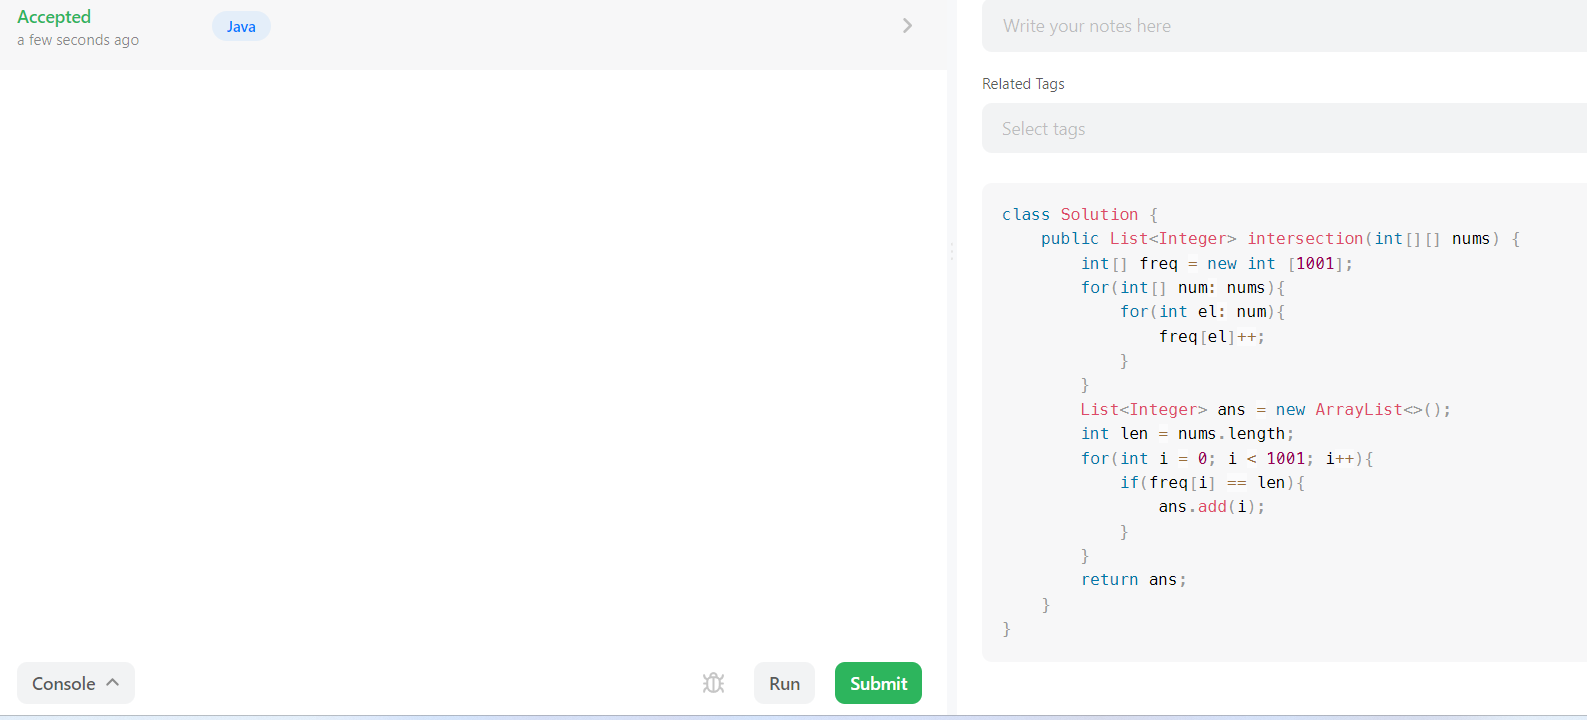 Accepted
a few seconds ago
Java
Console
Run
Submit
Write your notes here
Related Tags
Select tags
class Solution {
    public List<Integer> intersection(int[][] nums) {
        int[] freq = new int [1001];
        for(int[] num: nums){
            for(int el: num){
                freq[el]++;
            }
        }
        List<Integer> ans = new ArrayList<>();
        int len = nums.length;
        for(int i = 0; i < 1001; i++){
            if(freq[i] == len){
                ans.add(i);
            }
        }
        return ans;
    }
}